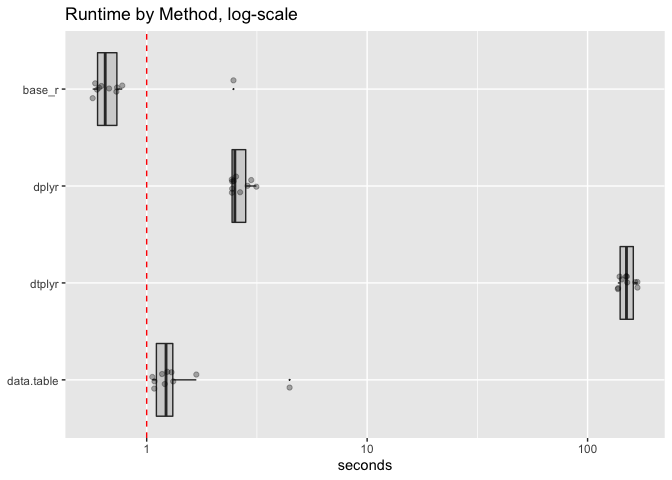 Runtime by Method, log-scale
base_r
dplyr
dtplyr
data.table
1 10 100
seconds